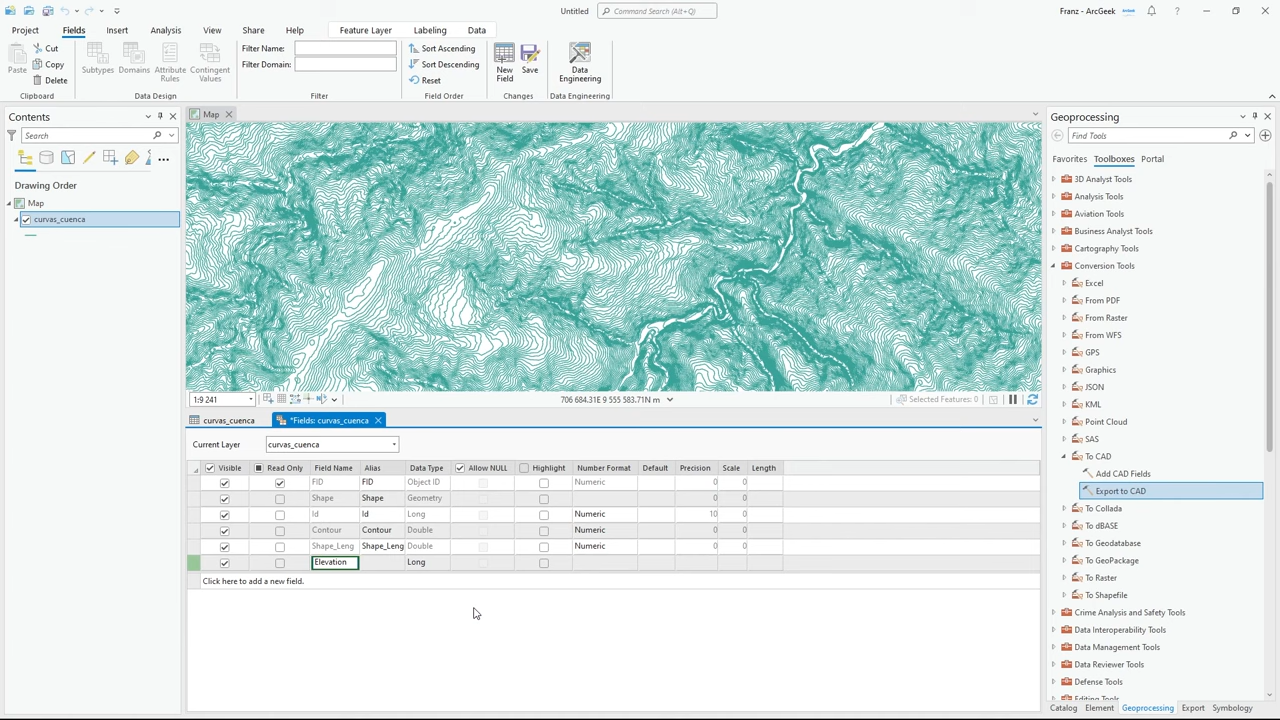 Untitled
Command Search (Alt+Q)
Franz - ArcGeek
Project
Fields
Insert
Analysis
View
Share
Help
Feature Layer
Labeling
Data
Paste
Cut
Copy
Delete
Clipboard
Subtypes
Domains
Attribute Rules
Contingent Values
Data Design
Filter Name:
Filter Domain:
Filter
Sort Ascending
Sort Descending
Reset
Field Order
New Field
Save
Changes
Data Engineering
Data Engineering
Contents
Search
Drawing Order
Map
curvas_cuenca
Map
1:9 241
706 684.31E 9 555 583.71N m
Selected Features: 0
curvas_cuenca
*Fields: curvas_cuenca
Current Layer
curvas_cuenca
Visible Read Only Field Name Alias Data Type Allow NULL Highlight Number Format Default Precision Scale Length
FID FID Object ID Numeric 0 0
Shape Shape Geometry 0 0
Id Id Long Numeric 10 0
Contour Contour Double Numeric 0 0
Shape_Leng Shape_Leng Double Numeric 0 0
Elevation Long
Click here to add a new field.
Geoprocessing
Find Tools
Favorites
Toolboxes
Portal
3D Analyst Tools
Analysis Tools
Aviation Tools
Business Analyst Tools
Cartography Tools
Conversion Tools
Excel
From PDF
From Raster
From WFS
GPS
Graphics
JSON
KML
Point Cloud
SAS
To CAD
Add CAD Fields
Export to CAD
To Collada
To dBASE
To Geodatabase
To GeoPackage
To Raster
To Shapefile
Crime Analysis and Safety Tools
Data Interoperability Tools
Data Management Tools
Data Reviewer Tools
Defense Tools
Editing Tools
Catalog
Element
Geoprocessing
Export
Symbology